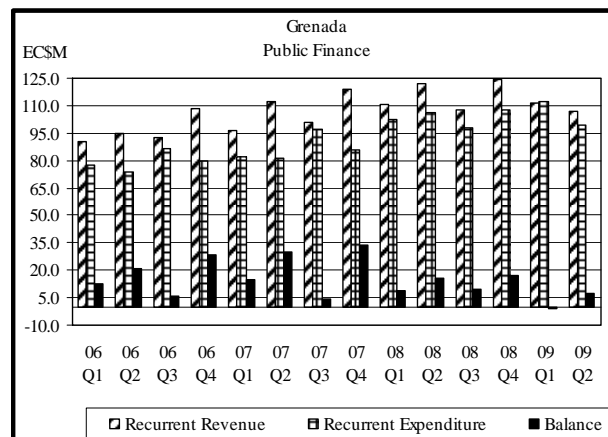 Grenada
Public Finance
EC$M
125.0
110.0
95.0
80.0
65.0
50.0
35.0
20.0
5.0
-10.0
06 06 06 06 07 07 07 07 08 08 08 08 09 09
Q1 Q2 Q3 Q4 Q1 Q2 Q3 Q4 Q1 Q2 Q3 Q4 Q1 Q2
Recurrent Revenue Recurrent Expenditure Balance